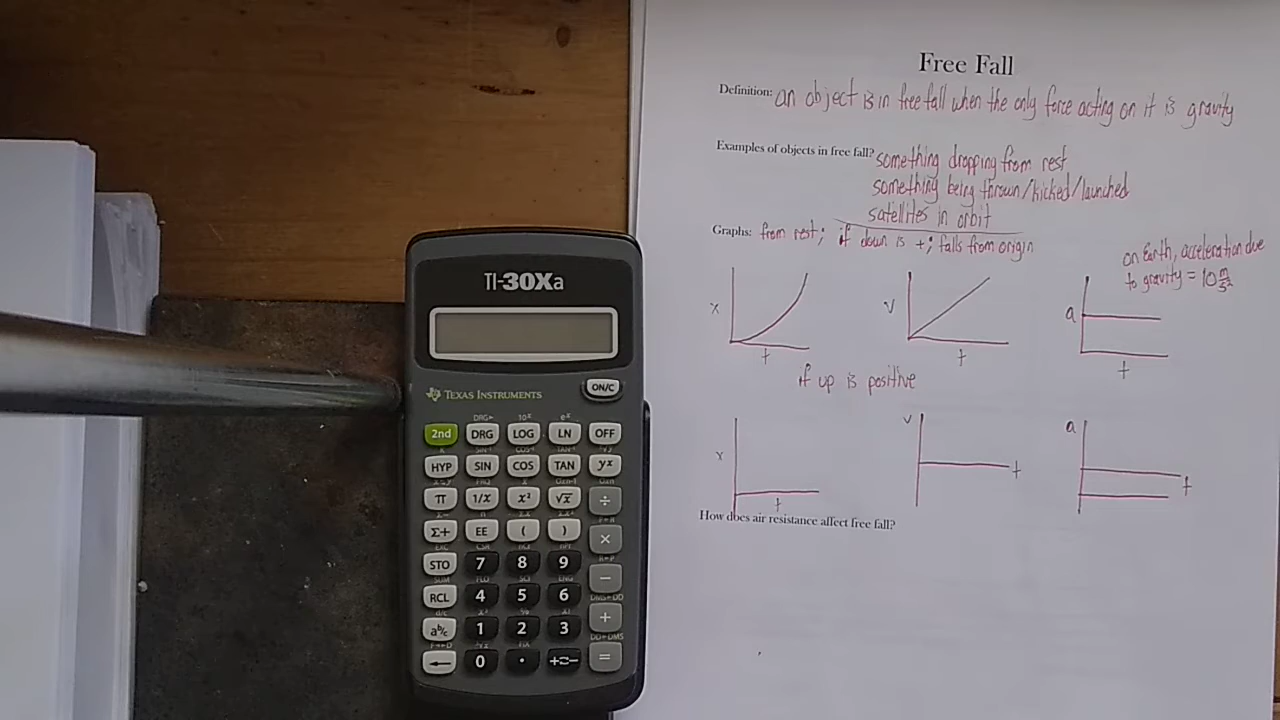 Free Fall
Definition: an object is in free fall when the only force acting on it is gravity
Examples of objects in free fall? something dropping from rest
something being thrown/kicked/launched
satellites in orbit
Graphs: from rest; if down is +; falls from origin
on Earth, acceleration due
to gravity = 10 m/s²
x
t
v
t
a
t
if up is positive
x
t
v
t
a
t
How does air resistance affect free fall?
TI-30Xa
TEXAS INSTRUMENTS
ON/C
2nd DRG LOG LN OFF
HYP SIN COS TAN yˣ
π 1/x x² √x ÷
Σ+ EE ( ) ×
STO 7 8 9 −
RCL 4 5 6 +
a b/c 1 2 3
← 0 . +⇄− =